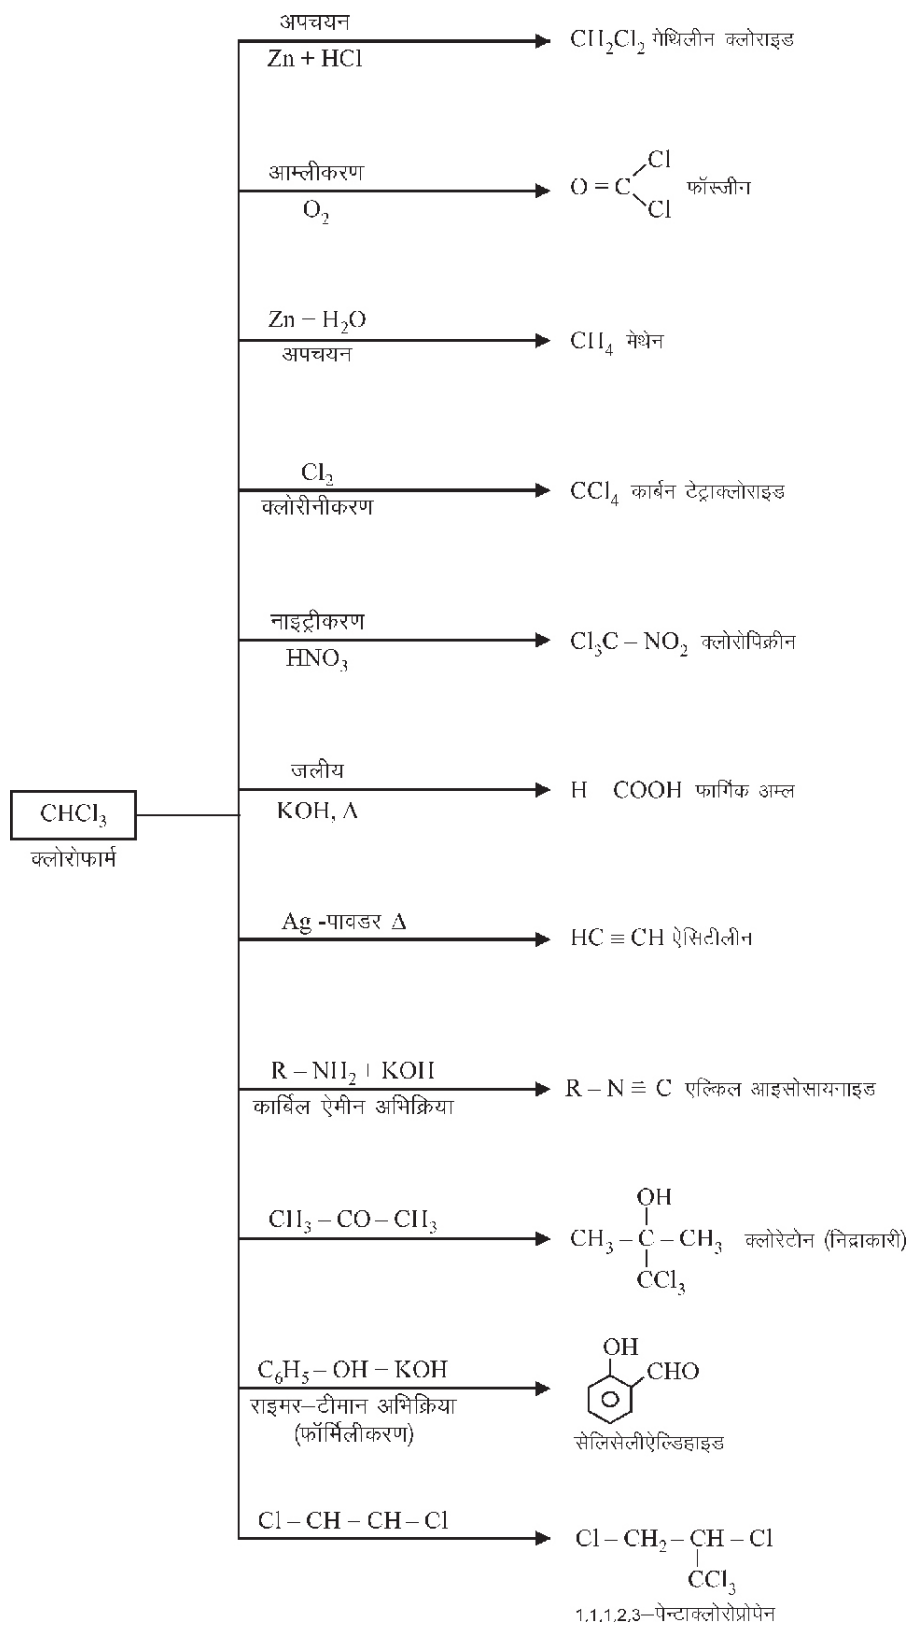 अपचयन
Zn + HCl
CH₂Cl₂ मेथिलीन क्लोराइड
आम्लीकरण
O₂
O = C
Cl
Cl
फॉस्जीन
Zn – H₂O
अपचयन
CH₄ मेथेन
Cl₂
क्लोरीनीकरण
CCl₄ कार्बन टेट्राक्लोराइड
नाइट्रीकरण
HNO₃
Cl₃C – NO₂ क्लोरोपिक्रीन
जलीय
KOH, Δ
H COOH फार्मिक अम्ल
CHCl₃
क्लोरोफार्म
Ag -पावडर Δ
HC ≡ CH ऐसिटीलीन
R – NH₂ + KOH
कार्बिल ऐमीन अभिक्रिया
R – N ≡ C एल्किल आइसोसायनाइड
CH₃ – CO – CH₃
OH
CH₃ – C – CH₃ क्लोरेटोन (निद्राकारी)
CCl₃
C₆H₅ – OH – KOH
राइमर–टीमान अभिक्रिया
(फॉर्मिलीकरण)
OH
CHO
सेलिसेलीऐल्डिहाइड
Cl – CH – CH – Cl
Cl – CH₂ – CH – Cl
CCl₃
1,1,1,2,3–पेन्टाक्लोरोप्रोपेन